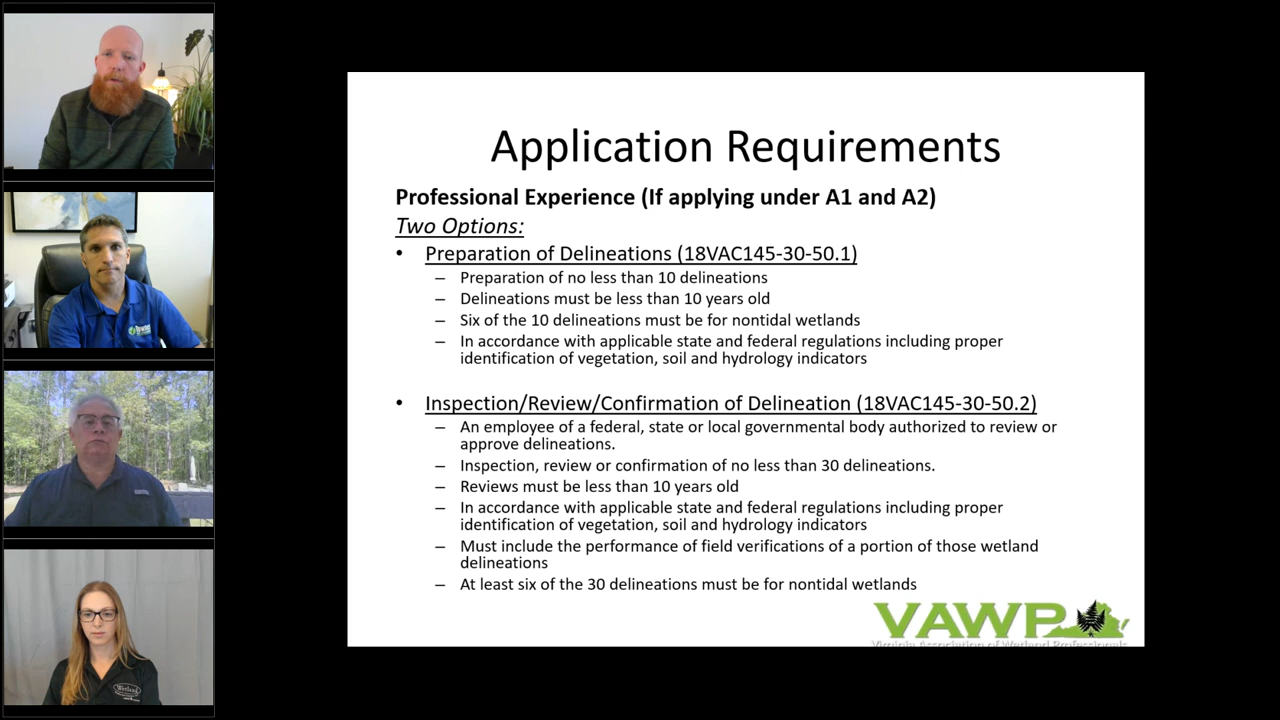 Application Requirements
Professional Experience (If applying under A1 and A2)
Two Options:
• Preparation of Delineations (18VAC145-30-50.1)
– Preparation of no less than 10 delineations
– Delineations must be less than 10 years old
– Six of the 10 delineations must be for nontidal wetlands
– In accordance with applicable state and federal regulations including proper
identification of vegetation, soil and hydrology indicators
• Inspection/Review/Confirmation of Delineation (18VAC145-30-50.2)
– An employee of a federal, state or local governmental body authorized to review or
approve delineations.
– Inspection, review or confirmation of no less than 30 delineations.
– Reviews must be less than 10 years old
– In accordance with applicable state and federal regulations including proper
identification of vegetation, soil and hydrology indicators
– Must include the performance of field verifications of a portion of those wetland
delineations
– At least six of the 30 delineations must be for nontidal wetlands
VAWP
Virginia Association of Wetland Professionals
Wetland